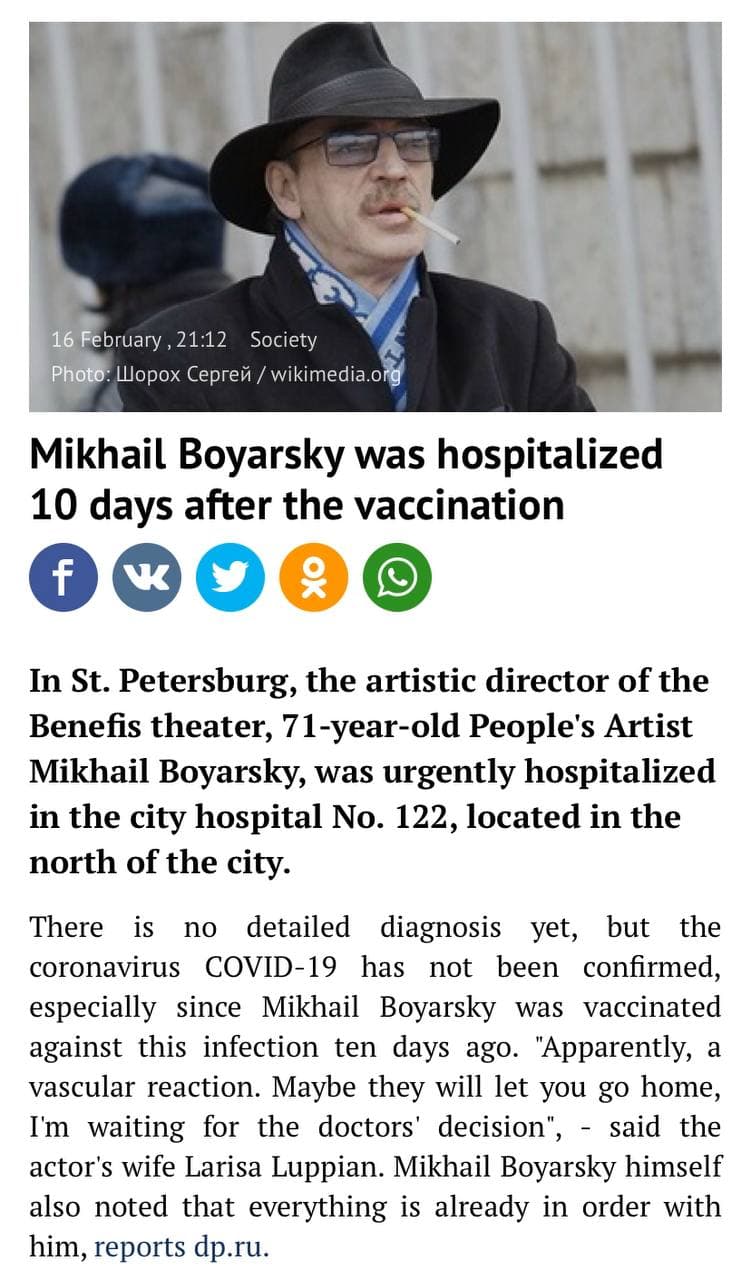 16 February , 21:12 Society
Photo: Шорох Сергей / wikimedia.org
Mikhail Boyarsky was hospitalized
10 days after the vaccination
In St. Petersburg, the artistic director of the
Benefis theater, 71-year-old People's Artist
Mikhail Boyarsky, was urgently hospitalized
in the city hospital No. 122, located in the
north of the city.
There is no detailed diagnosis yet, but the
coronavirus COVID-19 has not been confirmed,
especially since Mikhail Boyarsky was vaccinated
against this infection ten days ago. "Apparently, a
vascular reaction. Maybe they will let you go home,
I'm waiting for the doctors' decision", - said the
actor's wife Larisa Luppian. Mikhail Boyarsky himself
also noted that everything is already in order with
him, reports dp.ru.